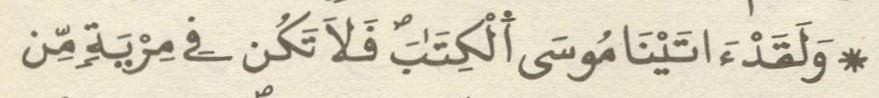 * وَلَقَدْ ءَاتَيْنَا مُوسَى اَ۬لْكِتَٰبَۖ فَلَا تَكُن فِے مِرْيَةٖ مِّن